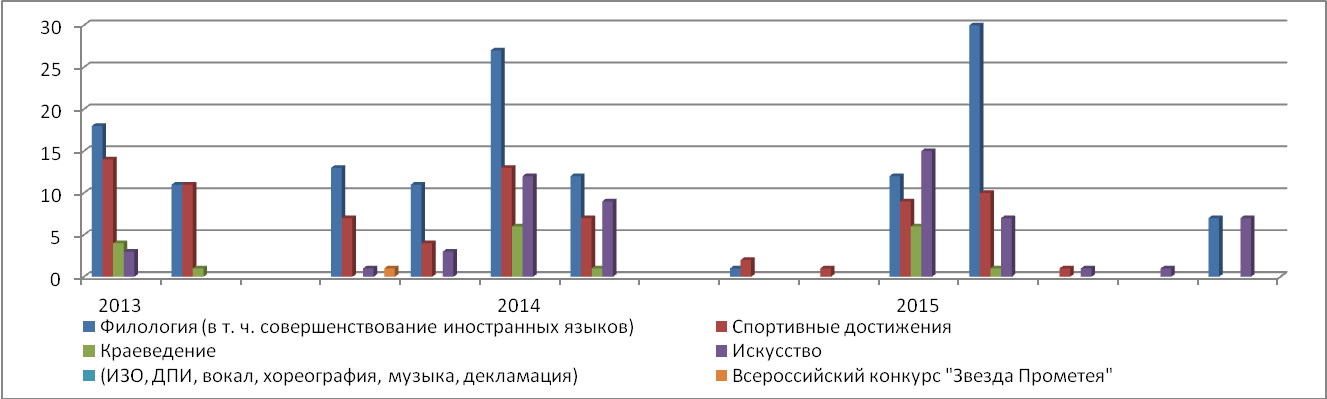 30
25
20
15
10
5
0
2013 2014 2015
Филология (в т. ч. совершенствование иностранных языков) Спортивные достижения
Краеведение Искусство
(ИЗО, ДПИ, вокал, хореография, музыка, декламация) Всероссийский конкурс "Звезда Прометея"